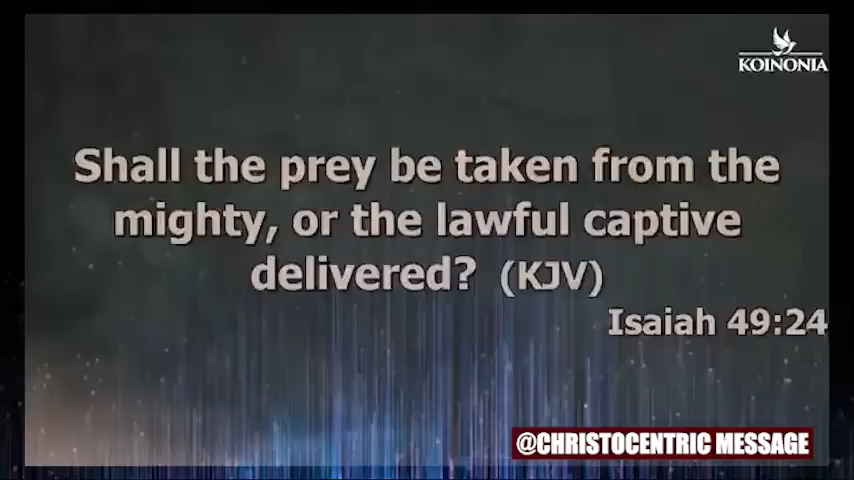 KOINONIA
Shall the prey be taken from the
mighty, or the lawful captive
delivered? (KJV)
Isaiah 49:24
@CHRISTOCENTRIC MESSAGE